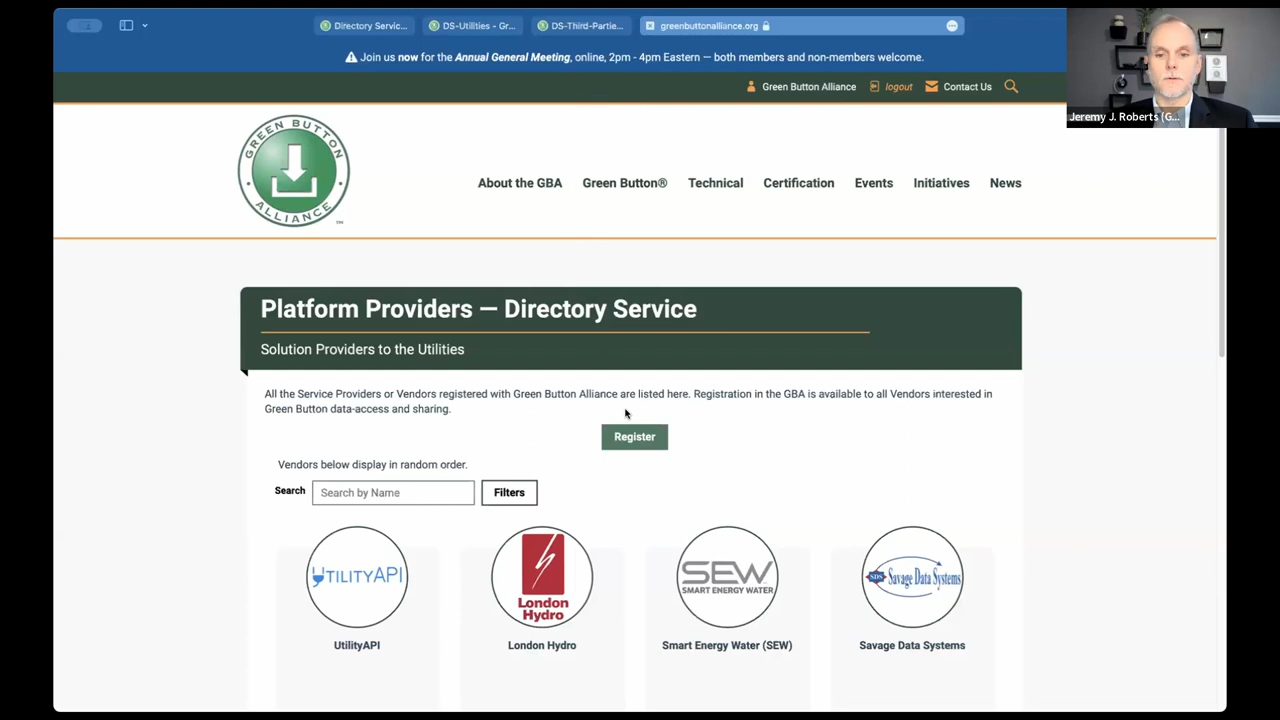 Directory Servic...
DS-Utilities - Gr...
DS-Third-Partie...
greenbuttonalliance.org
Join us now for the Annual General Meeting, online, 2pm - 4pm Eastern — both members and non-members welcome.
Green Button Alliance
logout
Contact Us
Jeremy J. Roberts (G...
GREEN BUTTON
ALLIANCE
TM
About the GBA
Green Button®
Technical
Certification
Events
Initiatives
News
Platform Providers — Directory Service
Solution Providers to the Utilities
All the Service Providers or Vendors registered with Green Button Alliance are listed here. Registration in the GBA is available to all Vendors interested in
Green Button data-access and sharing.
Register
Vendors below display in random order.
Search
Search by Name
Filters
UTILITYAPI
London
Hydro
SEW
SMART ENERGY WATER
SDS
Savage Data Systems
UtilityAPI
London Hydro
Smart Energy Water (SEW)
Savage Data Systems